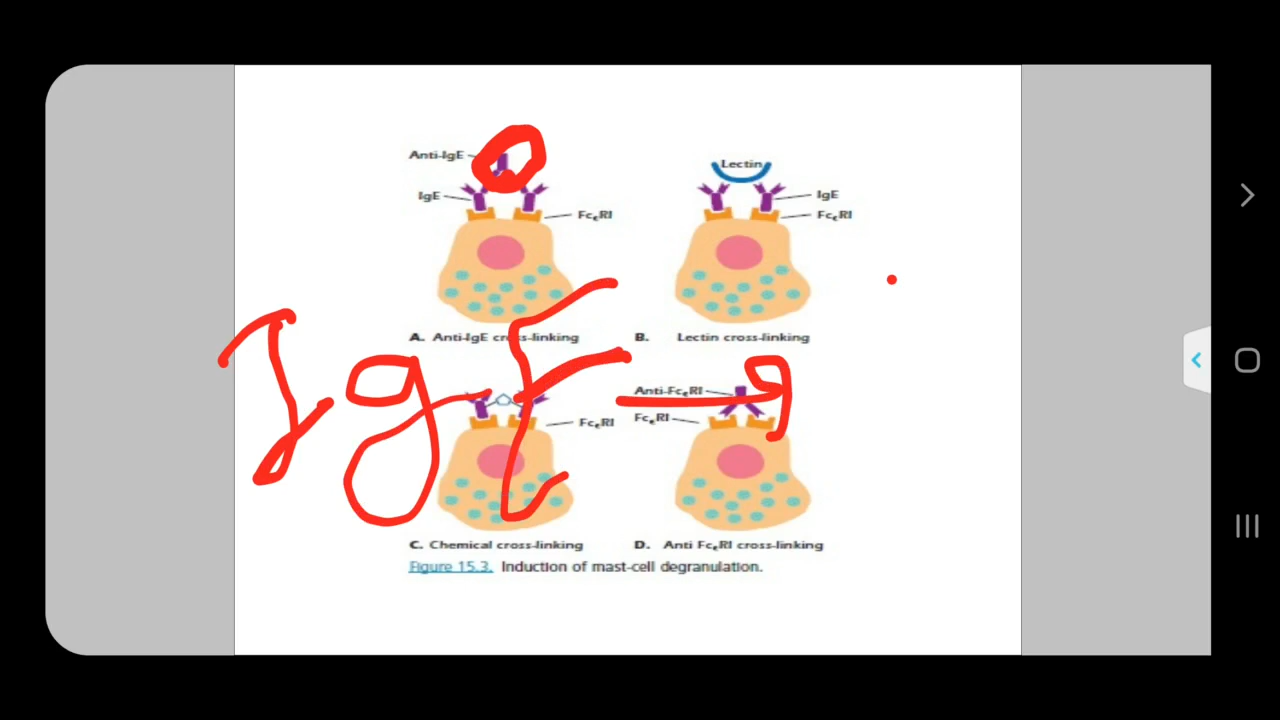 Anti-IgE
Lectin
IgE
IgE
FcεRI
FcεRI
A. Anti-IgE cross-linking
B. Lectin cross-linking
IgE
Anti-FcεRI
FcεRI
FcεRI
C. Chemical cross-linking
D. Anti FcεRI cross-linking
Figure 15.3. Induction of mast-cell degranulation.